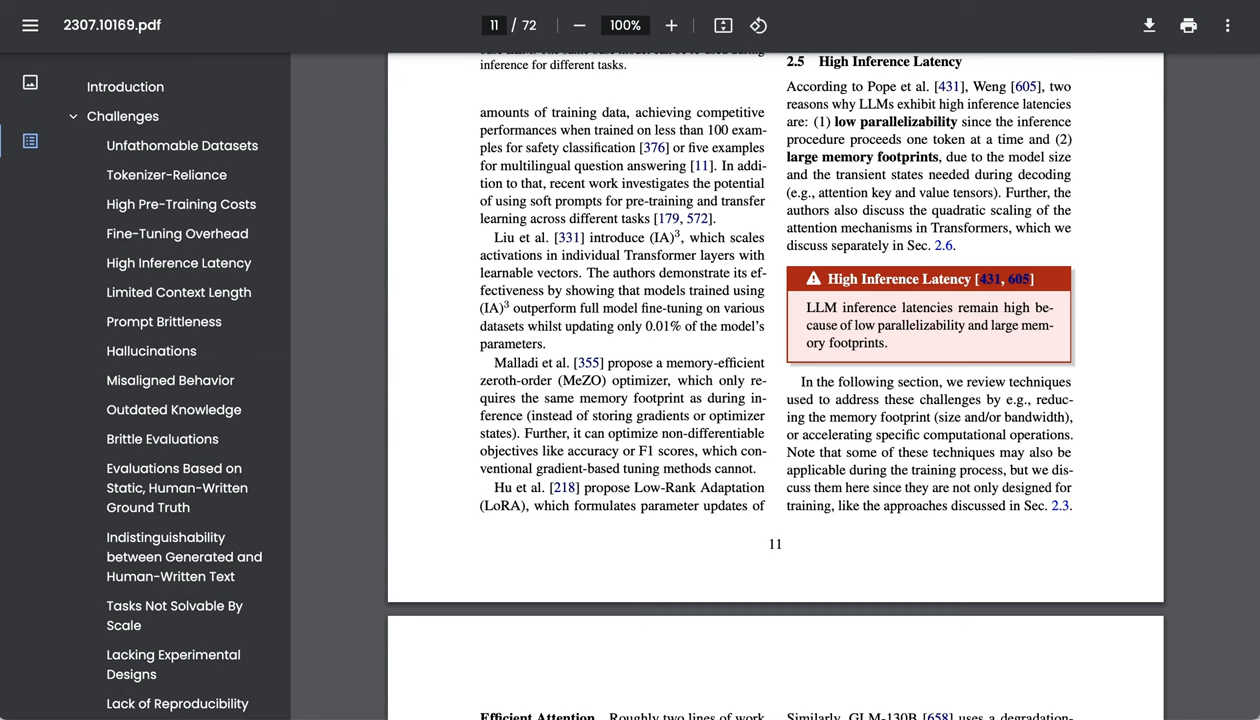 2307.10169.pdf
11 / 72
100%
Introduction
Challenges
Unfathomable Datasets
Tokenizer-Reliance
High Pre-Training Costs
Fine-Tuning Overhead
High Inference Latency
Limited Context Length
Prompt Brittleness
Hallucinations
Misaligned Behavior
Outdated Knowledge
Brittle Evaluations
Evaluations Based on
Static, Human-Written
Ground Truth
Indistinguishability
between Generated and
Human-Written Text
Tasks Not Solvable By
Scale
Lacking Experimental
Designs
Lack of Reproducibility
inference for different tasks.
amounts of training data, achieving competitive
performances when trained on less than 100 exam-
ples for safety classification [376] or five examples
for multilingual question answering [11]. In addi-
tion to that, recent work investigates the potential
of using soft prompts for pre-training and transfer
learning across different tasks [179, 572].
Liu et al. [331] introduce (IA)³, which scales
activations in individual Transformer layers with
learnable vectors. The authors demonstrate its ef-
fectiveness by showing that models trained using
(IA)³ outperform full model fine-tuning on various
datasets whilst updating only 0.01% of the model's
parameters.
Malladi et al. [355] propose a memory-efficient
zeroth-order (MeZO) optimizer, which only re-
quires the same memory footprint as during in-
ference (instead of storing gradients or optimizer
states). Further, it can optimize non-differentiable
objectives like accuracy or F1 scores, which con-
ventional gradient-based tuning methods cannot.
Hu et al. [218] propose Low-Rank Adaptation
(LoRA), which formulates parameter updates of
2.5 High Inference Latency
According to Pope et al. [431], Weng [605], two
reasons why LLMs exhibit high inference latencies
are: (1) low parallelizability since the inference
procedure proceeds one token at a time and (2)
large memory footprints, due to the model size
and the transient states needed during decoding
(e.g., attention key and value tensors). Further, the
authors also discuss the quadratic scaling of the
attention mechanisms in Transformers, which we
discuss separately in Sec. 2.6.
High Inference Latency [431, 605]
LLM inference latencies remain high be-
cause of low parallelizability and large mem-
ory footprints.
In the following section, we review techniques
used to address these challenges by e.g., reduc-
ing the memory footprint (size and/or bandwidth),
or accelerating specific computational operations.
Note that some of these techniques may also be
applicable during the training process, but we dis-
cuss them here since they are not only designed for
training, like the approaches discussed in Sec. 2.3.
11
Efficient Attention Roughly two lines of work
Similarly, GLM-130B [658] uses a degradation-